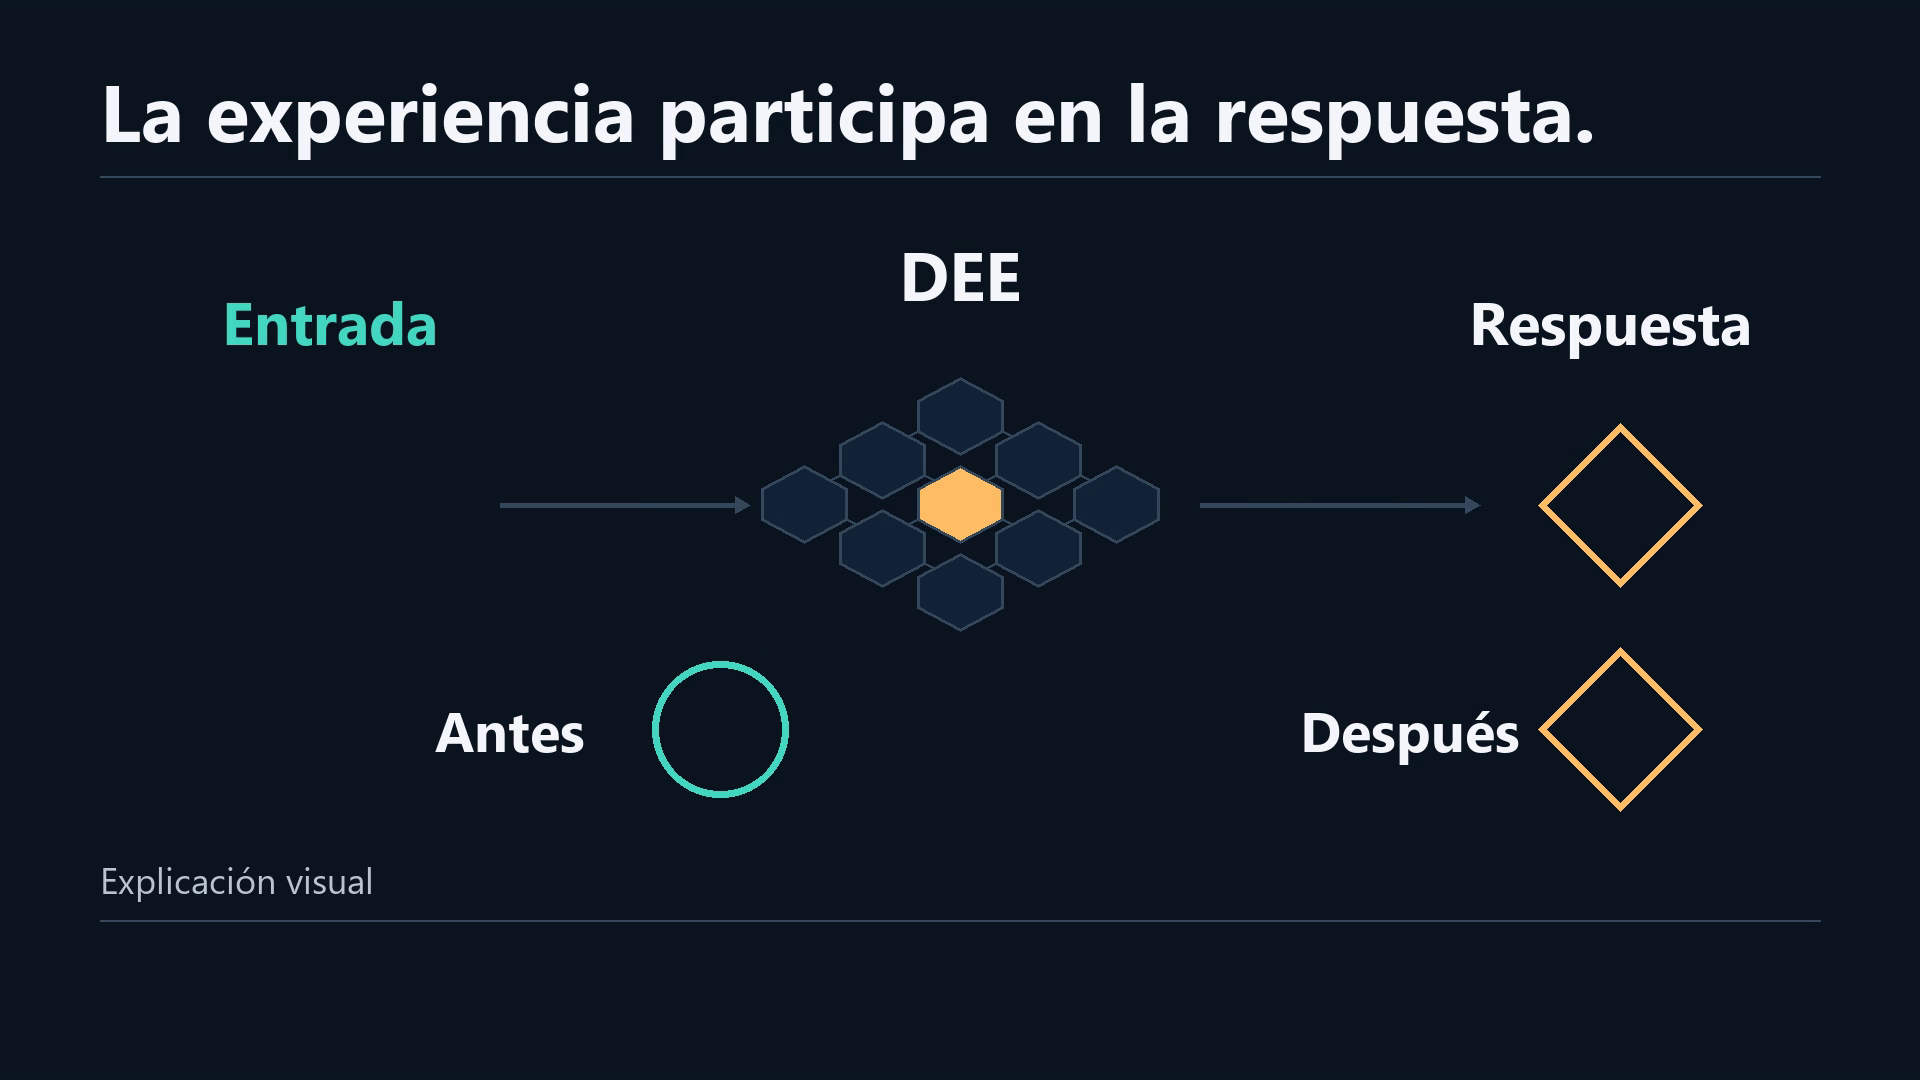 La experiencia participa en la respuesta.
DEE
Entrada
Respuesta
Antes
Después
Explicación visual